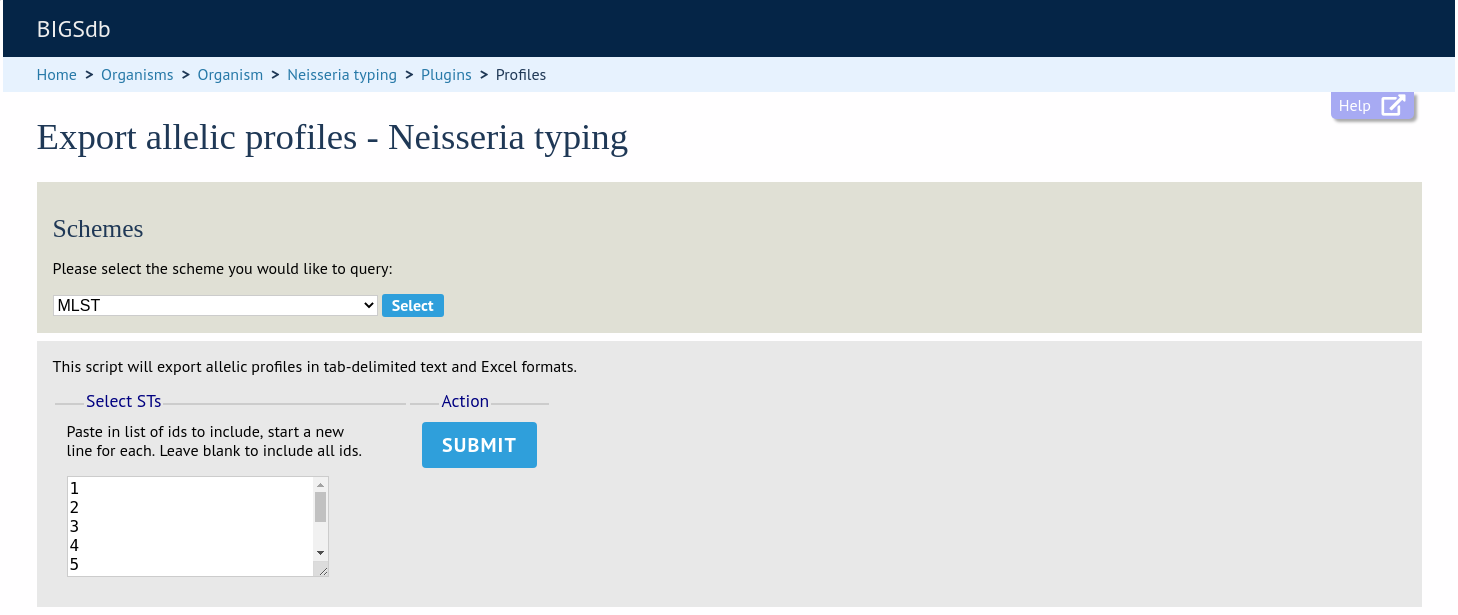 BIGSdb
Home > Organisms > Organism > Neisseria typing > Plugins > Profiles
Help
Export allelic profiles - Neisseria typing
Schemes
Please select the scheme you would like to query:
MLST Select
This script will export allelic profiles in tab-delimited text and Excel formats.
Select STs Action
Paste in list of ids to include, start a new
line for each. Leave blank to include all ids.
SUBMIT
1
2
3
4
5